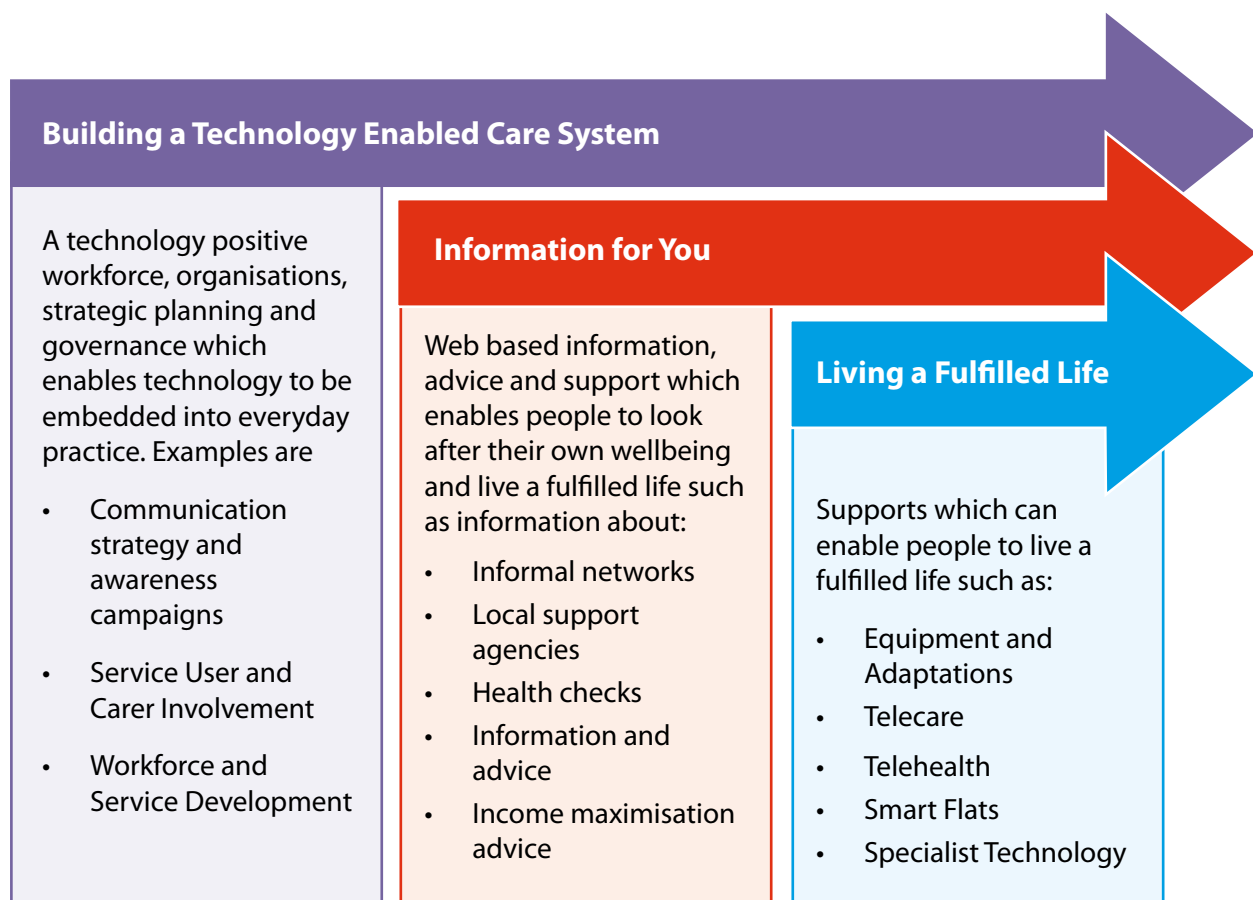 Building a Technology Enabled Care System
A technology positive
workforce, organisations,
strategic planning and
governance which
enables technology to be
embedded into everyday
practice. Examples are
• Communication
strategy and
awareness
campaigns
• Service User and
Carer Involvement
• Workforce and
Service Development
Information for You
Web based information,
advice and support which
enables people to look
after their own wellbeing
and live a fulfilled life such
as information about:
• Informal networks
• Local support
agencies
• Health checks
• Information and
advice
• Income maximisation
advice
Living a Fulfilled Life
Supports which can
enable people to live a
fulfilled life such as:
• Equipment and
Adaptations
• Telecare
• Telehealth
• Smart Flats
• Specialist Technology